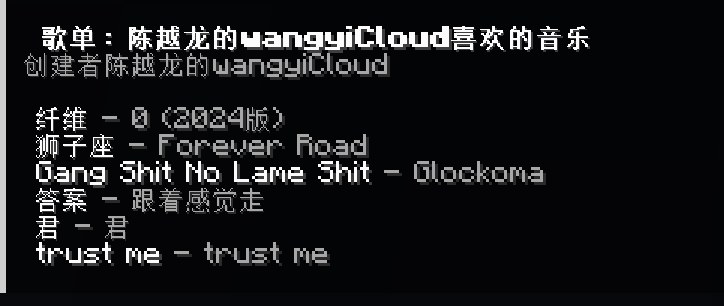 歌单：陈越龙的wangyiCloud喜欢的音乐
创建者陈越龙的wangyiCloud
纤维 - 0 (2024版)
狮子座 - Forever Road
Gang Shit No Lame Shit - Glockoma
答案 - 跟着感觉走
君 - 君
trust me - trust me